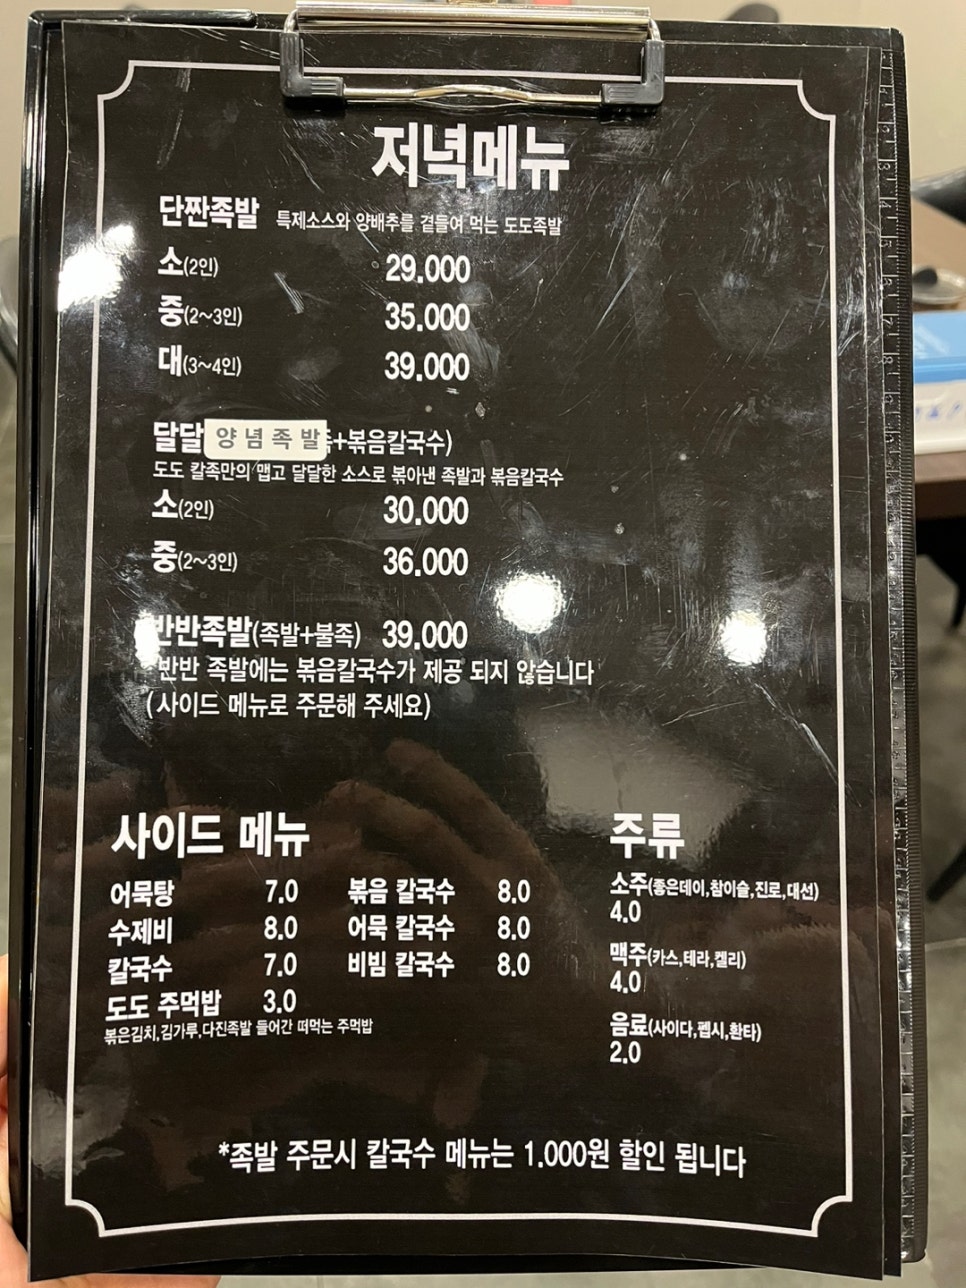 저녁메뉴
단짠족발 특제소스와 양배추를 곁들여 먹는 도도족발
소(2인) 29.000
중(2~3인) 35.000
대(3~4인) 39.000
달달 양념족발 +볶음칼국수)
도도 칼족만의 맵고 달달한 소스로 볶아낸 족발과 볶음칼국수
소(2인) 30.000
중(2~3인) 36.000
반반족발(족발+불족) 39.000
반반 족발에는 볶음칼국수가 제공 되지 않습니다
(사이드 메뉴로 주문해 주세요)
사이드 메뉴
어묵탕 7.0 볶음 칼국수 8.0
수제비 8.0 어묵 칼국수 8.0
칼국수 7.0 비빔 칼국수 8.0
도도 주먹밥 3.0
볶은김치,김가루,다진족발 들어간 떠먹는 주먹밥
주류
소주(좋은데이,참이슬,진로,대선)
4.0
맥주(카스,테라,켈리)
4.0
음료(사이다,펩시,환타)
2.0
*족발 주문시 칼국수 메뉴는 1.000원 할인 됩니다